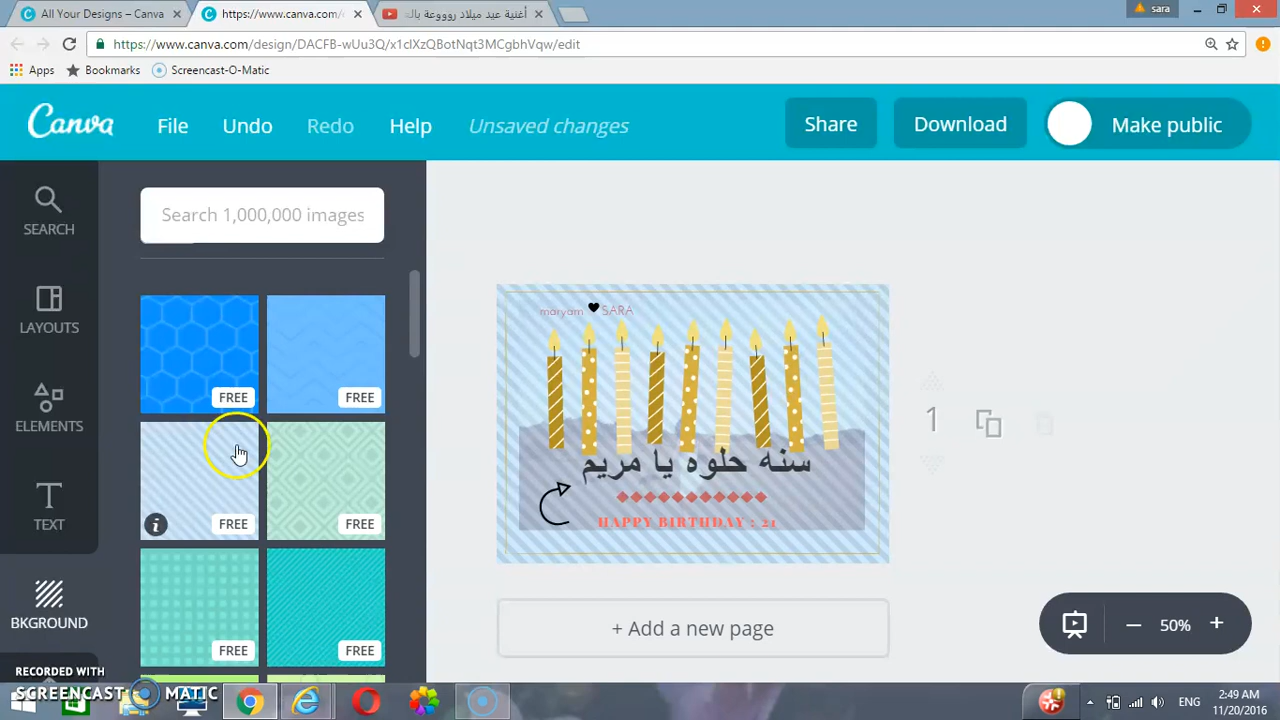 All Your Designs – Canva
https://www.canva.com/
أغنية عيد ميلاد رووووعة باك
sara
https://www.canva.com/design/DACFB-wUu3Q/x1clXzQBotNqt3MCgbhVqw/edit
Apps
Bookmarks
Screencast-O-Matic
Canva
File
Undo
Redo
Help
Unsaved changes
Share
Download
Make public
SEARCH
LAYOUTS
ELEMENTS
TEXT
BKGROUND
Search 1,000,000 images
FREE
FREE
FREE
FREE
FREE
FREE
maryam
SARA
سنه حلوه يا مريم
HAPPY BIRTHDAY : 21
1
+ Add a new page
50%
RECORDED WITH
SCREENCAST MATIC
ENG
2:49 AM
11/20/2016